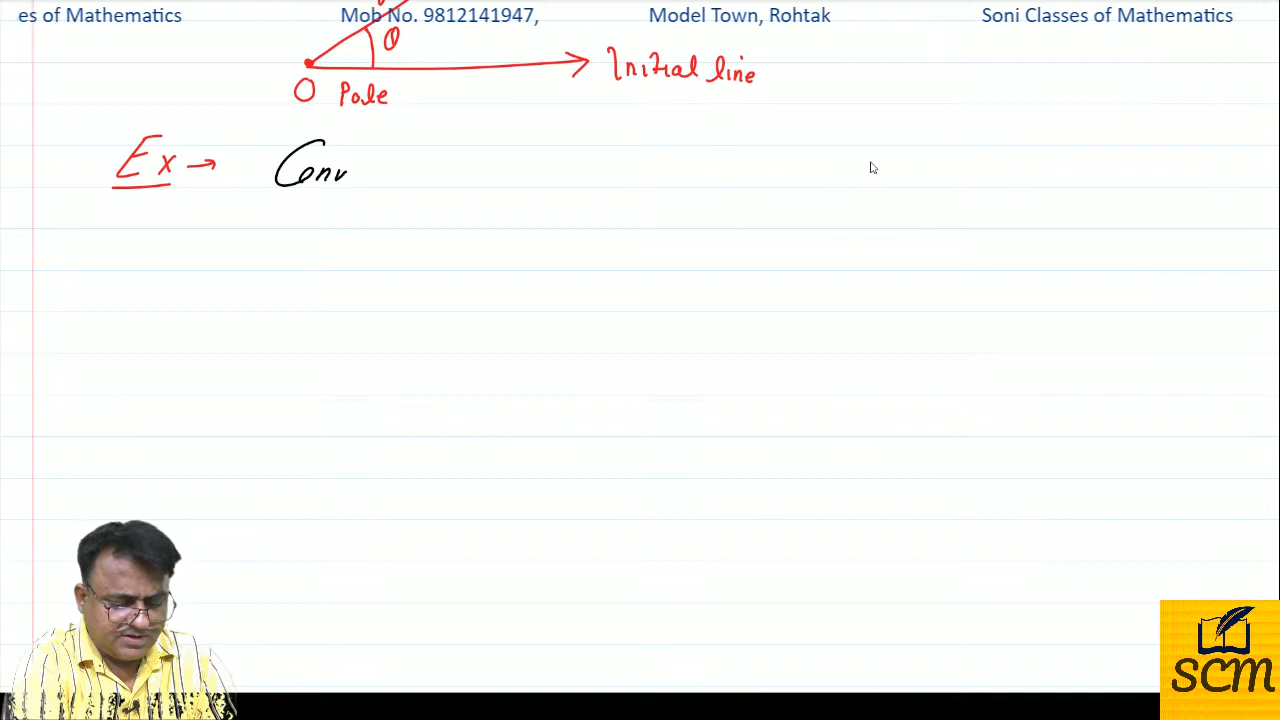 es of Mathematics Mob No. 9812141947, Model Town, Rohtak Soni Classes of Mathematics
θ
Initial line
O Pole
Ex → Conv
SCM